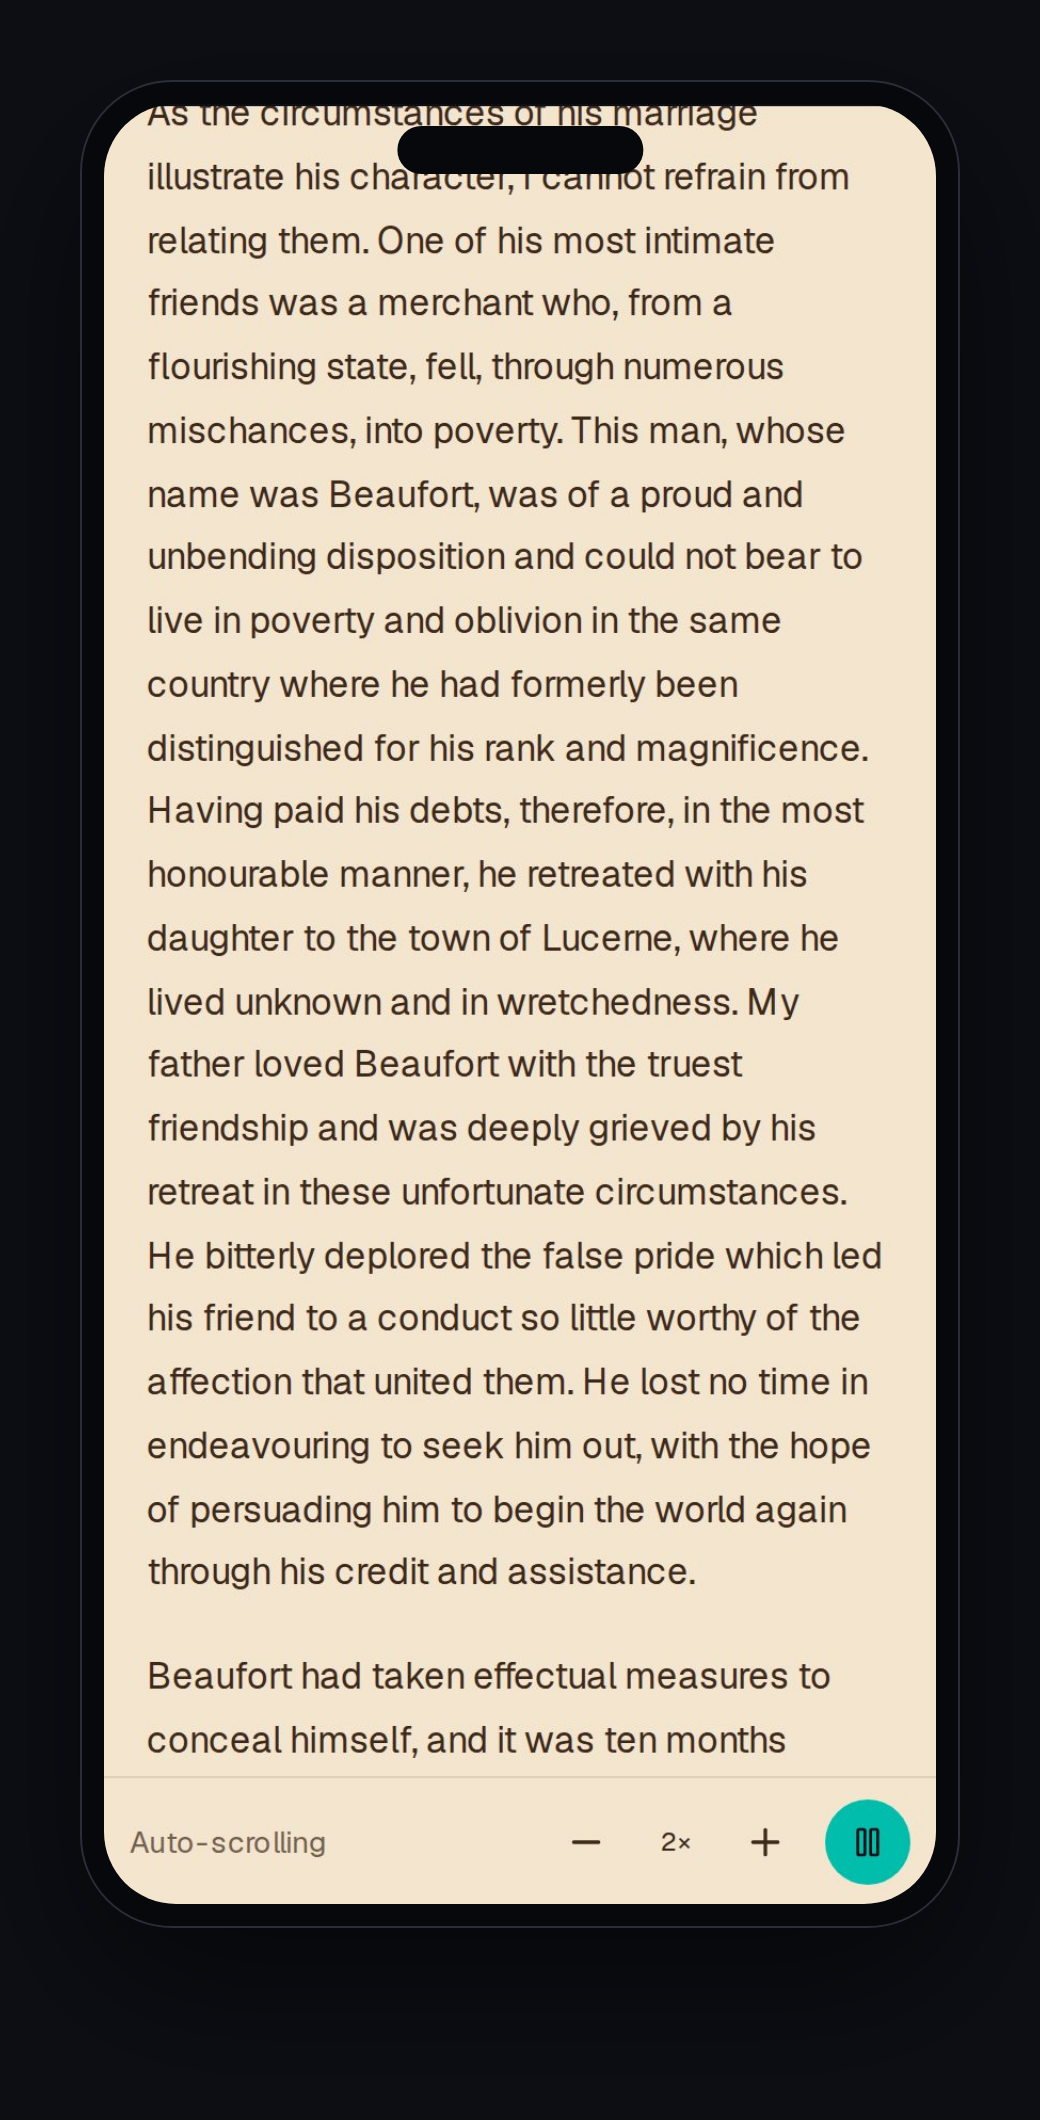 As the circumstances of his marriage
illustrate his character, I cannot refrain from
relating them. One of his most intimate
friends was a merchant who, from a
flourishing state, fell, through numerous
mischances, into poverty. This man, whose
name was Beaufort, was of a proud and
unbending disposition and could not bear to
live in poverty and oblivion in the same
country where he had formerly been
distinguished for his rank and magnificence.
Having paid his debts, therefore, in the most
honourable manner, he retreated with his
daughter to the town of Lucerne, where he
lived unknown and in wretchedness. My
father loved Beaufort with the truest
friendship and was deeply grieved by his
retreat in these unfortunate circumstances.
He bitterly deplored the false pride which led
his friend to a conduct so little worthy of the
affection that united them. He lost no time in
endeavouring to seek him out, with the hope
of persuading him to begin the world again
through his credit and assistance.
Beaufort had taken effectual measures to
conceal himself, and it was ten months
Auto-scrolling − 2× +